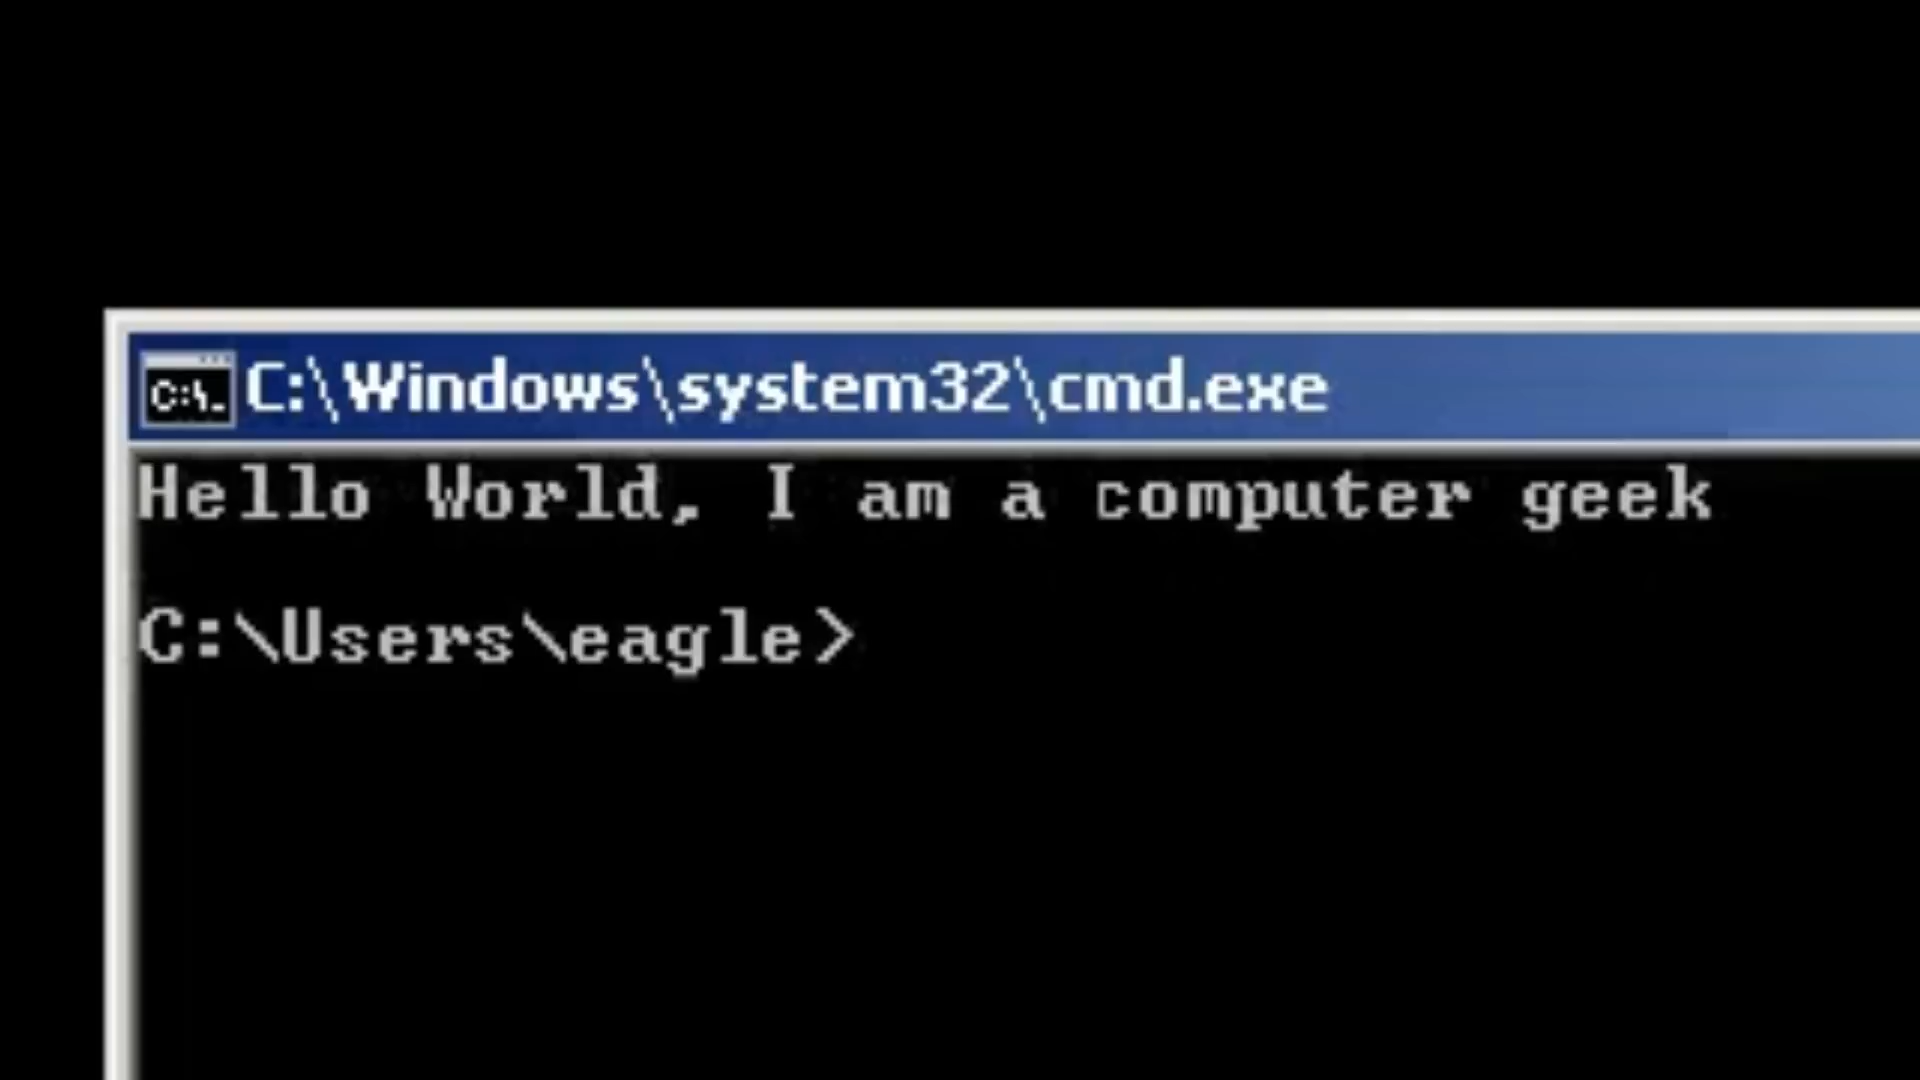 C:\_
C:\Windows\system32\cmd.exe
Hello World, I am a computer geek
C:\Users\eagle>